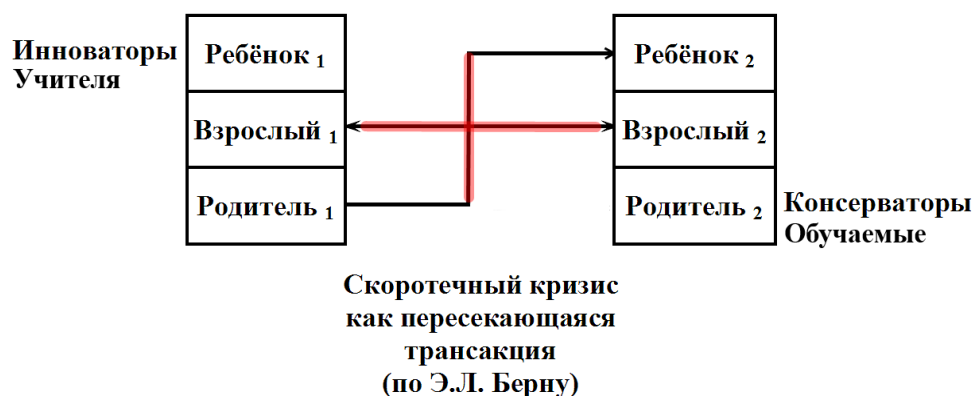 Инноваторы
Учителя
Ребёнок 1
Взрослый 1
Родитель 1
Ребёнок 2
Взрослый 2
Родитель 2
Консерваторы
Обучаемые
Скоротечный кризис
как пересекающаяся
трансакция
(по Э.Л. Берну)